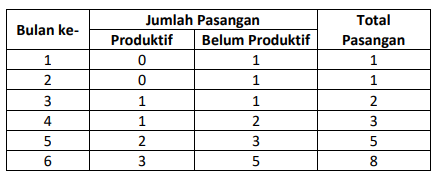 Bulan ke- Jumlah Pasangan Total Pasangan
Produktif Belum Produktif
1 0 1 1
2 0 1 1
3 1 1 2
4 1 2 3
5 2 3 5
6 3 5 8